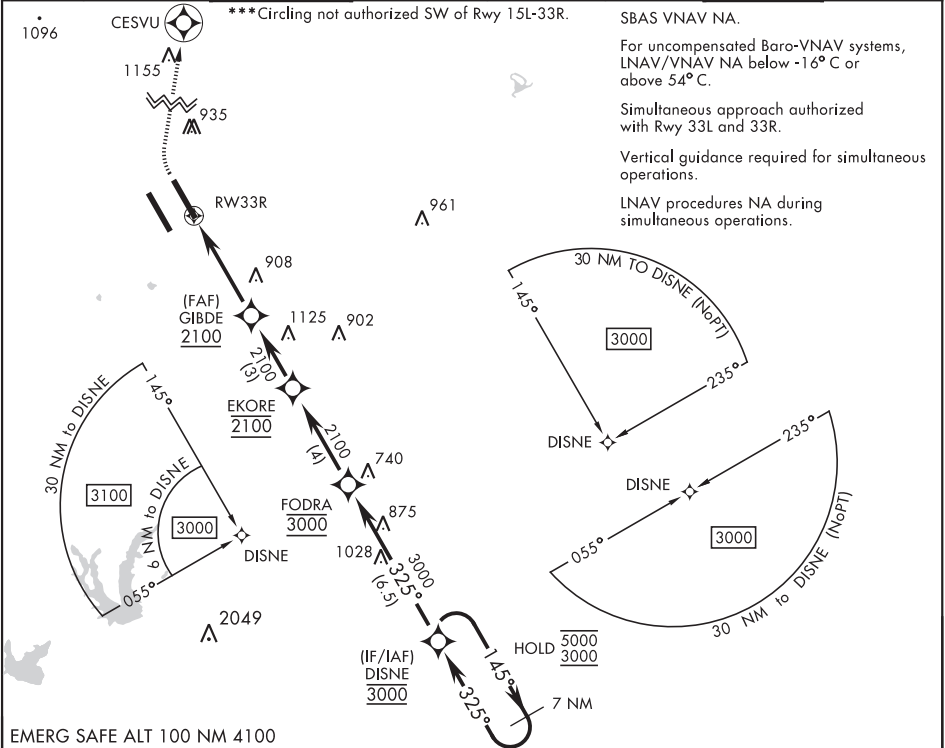 ***Circling not authorized SW of Rwy 15L-33R.
SBAS VNAV NA.
For uncompensated Baro-VNAV systems,
LNAV/VNAV NA below -16° C or
above 54° C.
Simultaneous approach authorized
with Rwy 33L and 33R.
Vertical guidance required for simultaneous
operations.
LNAV procedures NA during
simultaneous operations.
1096
CESVU
1155
935
RW33R
961
908
(FAF)
GIBDE
2100
1125
902
2100
(3)
EKORE
2100
2100
(4)
740
FODRA
3000
875
1028
3000
325°
(6.5)
(IF/IAF)
DISNE
3000
HOLD
5000
3000
145°
325°
7 NM
30 NM TO DISNE (NoPT)
145°
3000
235°
DISNE
DISNE
235°
055°
3000
30 NM to DISNE (NoPT)
30 NM to DISNE
145°
3100
6 NM to DISNE
3000
DISNE
055°
2049
EMERG SAFE ALT 100 NM 4100